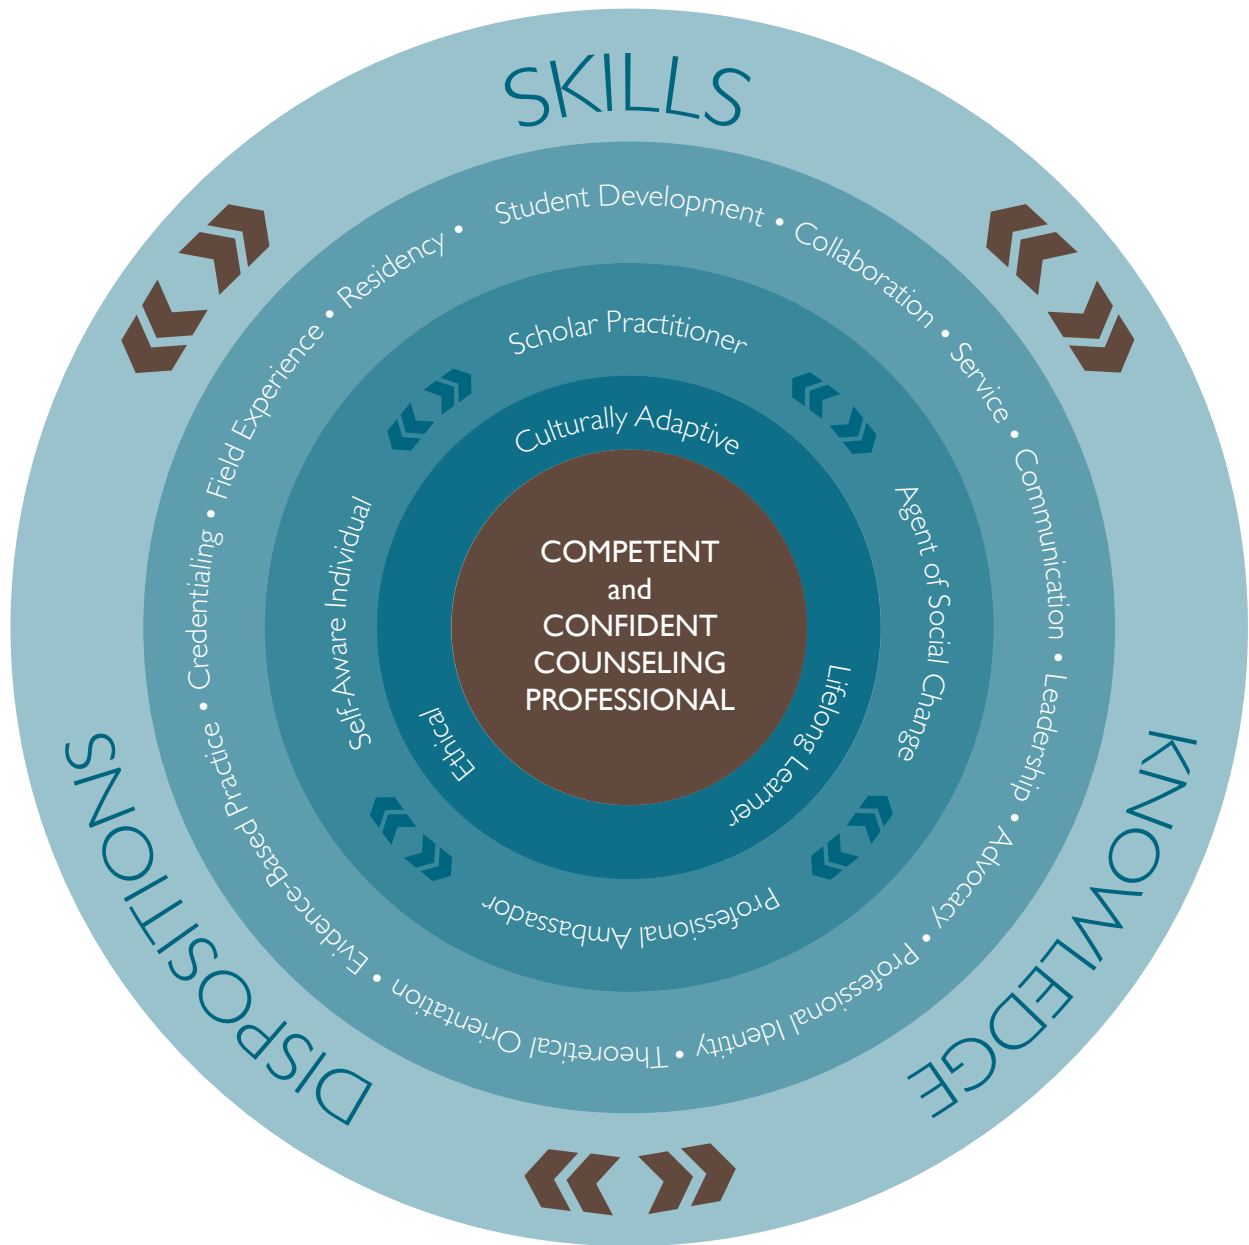 SKILLS
KNOWLEDGE
DISPOSITIONS
Student Development • Collaboration • Service • Communication • Leadership • Advocacy • Professional Identity • Theoretical Orientation • Evidence-Based Practice • Credentialing • Field Experience • Residency •
Scholar Practitioner
Agent of Social Change
Professional Ambassador
Self-Aware Individual
Culturally Adaptive
Lifelong Learner
Ethical
COMPETENT
and
CONFIDENT
COUNSELING
PROFESSIONAL